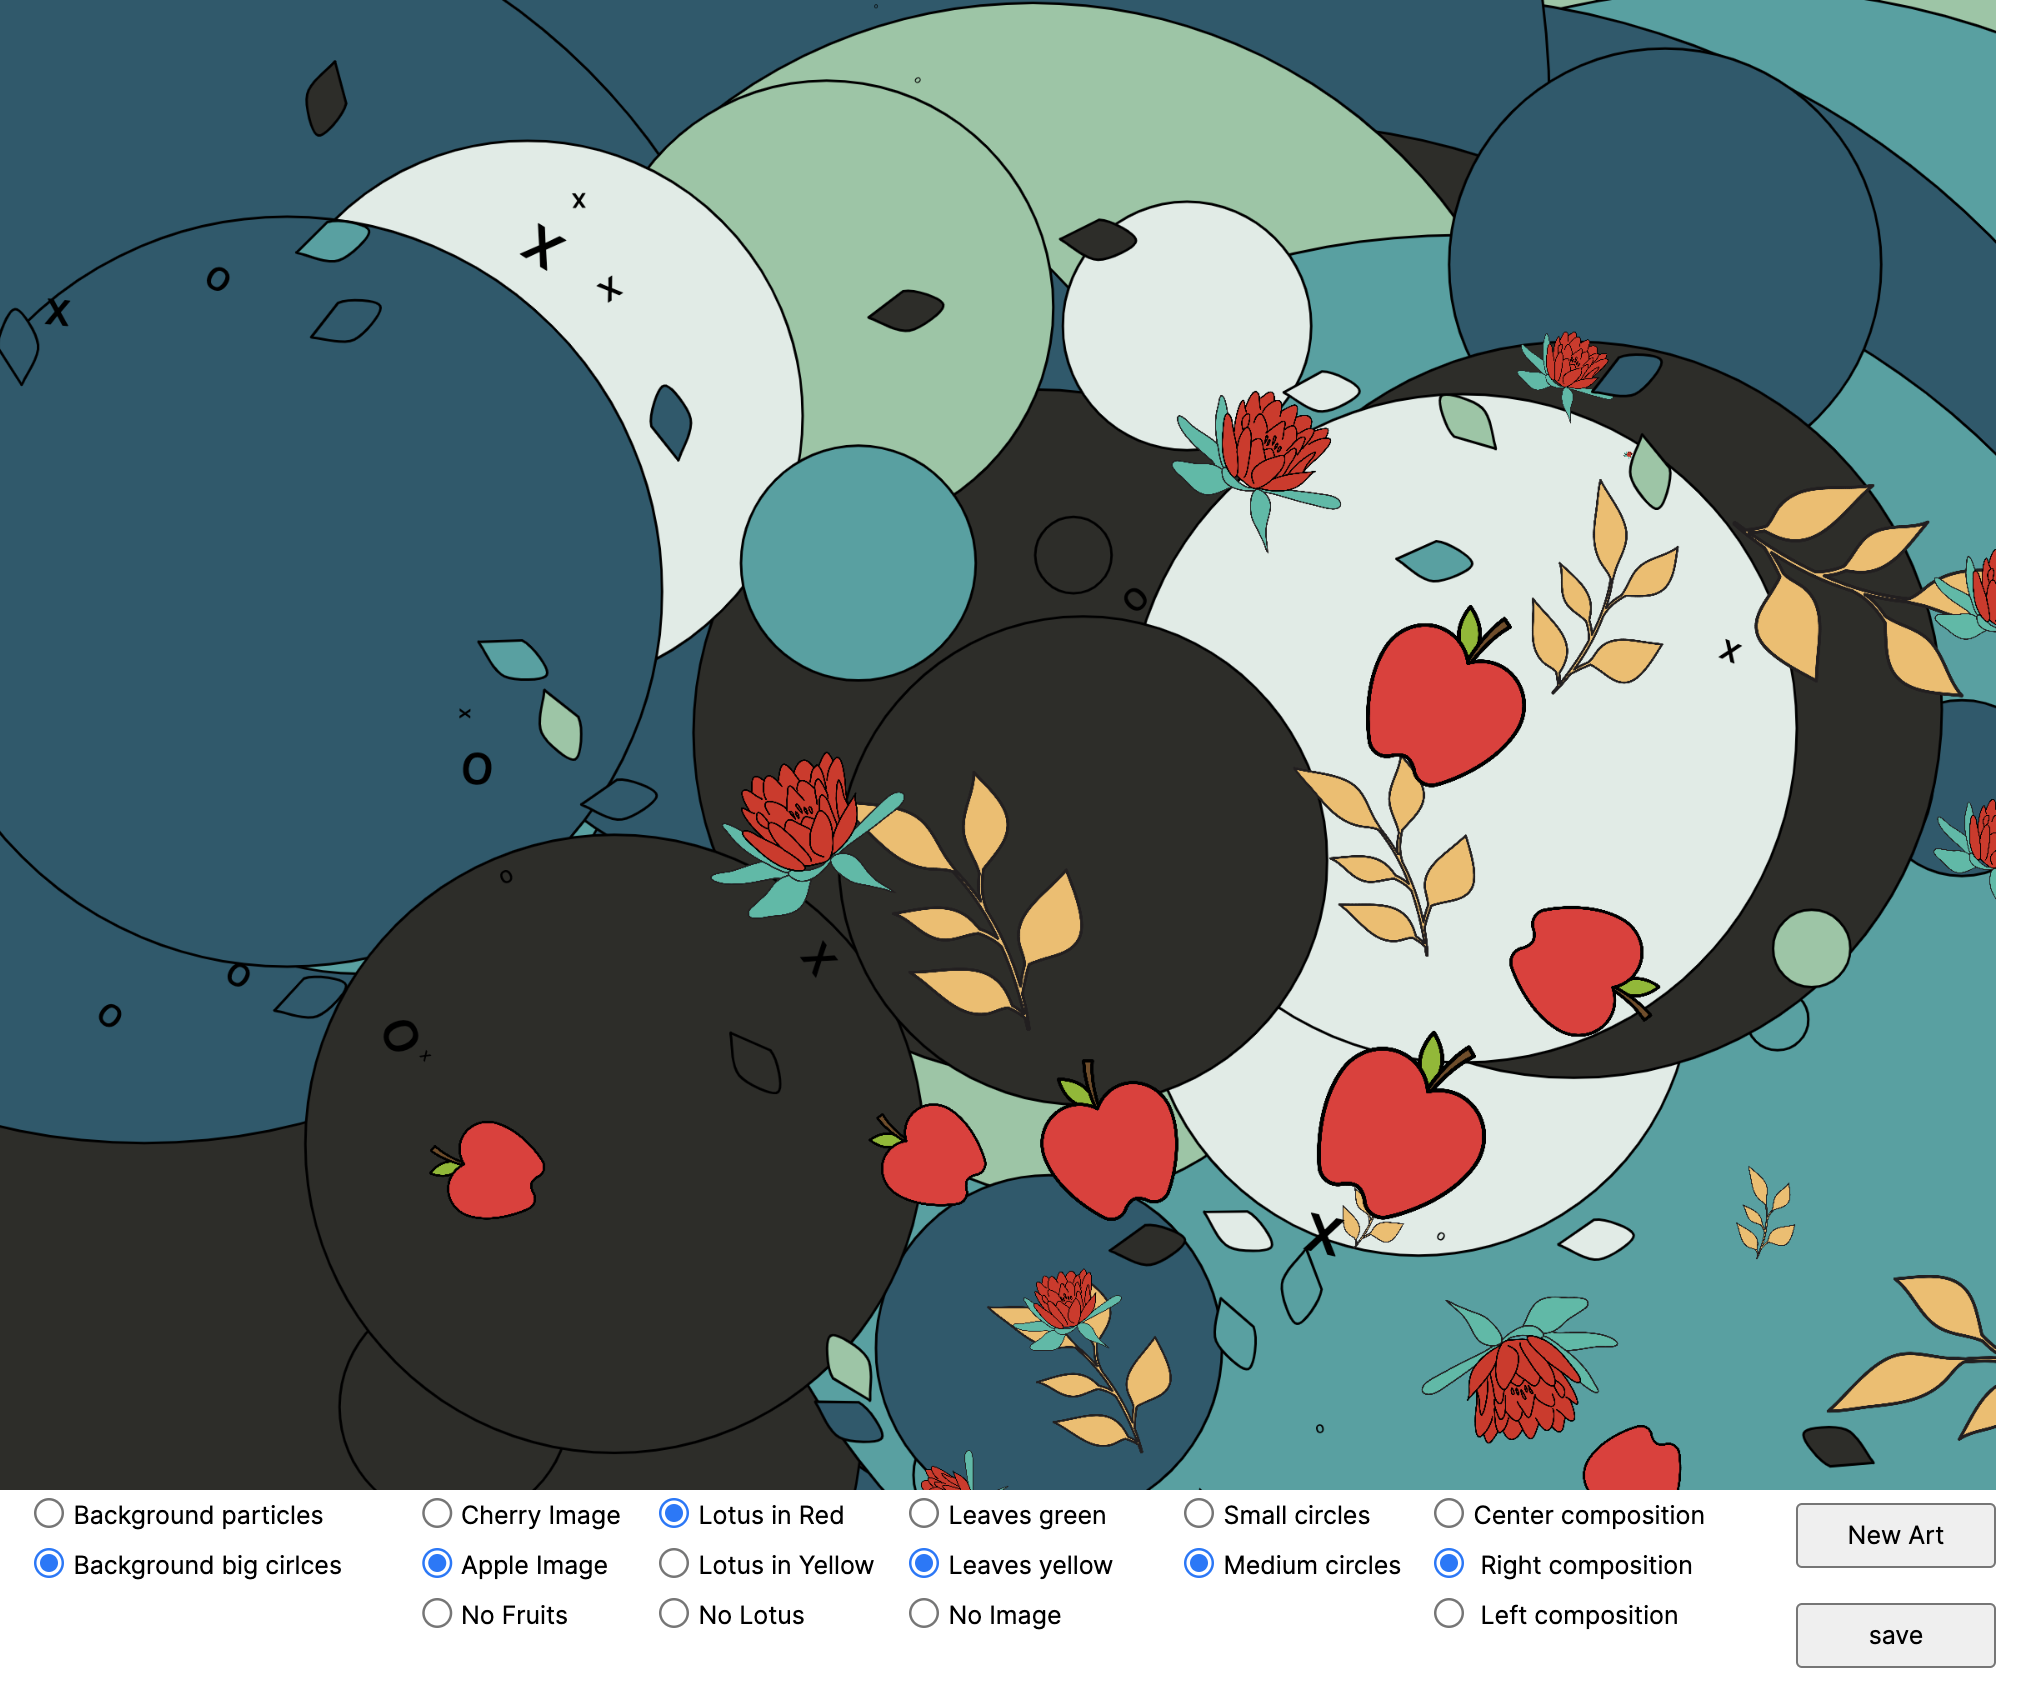 x
X
x
O
X
x
O
O
x
O
X
o
O
O
O
x
X
o
o
Background particles
Cherry Image
Lotus in Red
Leaves green
Small circles
Center composition
New Art
Background big cirlces
Apple Image
Lotus in Yellow
Leaves yellow
Medium circles
Right composition
No Fruits
No Lotus
No Image
Left composition
save